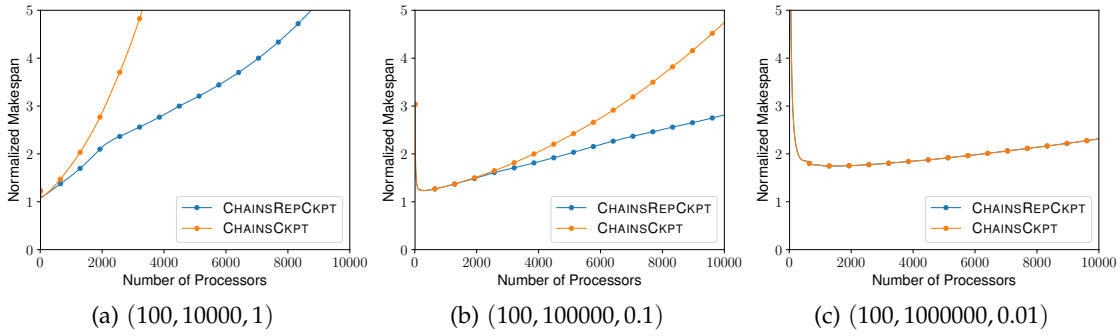 5
4
3
2
1
0
Normalized Makespan
0 2000 4000 6000 8000 10000
Number of Processors
CHAINSREPCKPT
CHAINSCKPT
(a) (100, 10000, 1)
5
4
3
2
1
0
Normalized Makespan
0 2000 4000 6000 8000 10000
Number of Processors
CHAINSREPCKPT
CHAINSCKPT
(b) (100, 100000, 0.1)
5
4
3
2
1
0
Normalized Makespan
0 2000 4000 6000 8000 10000
Number of Processors
CHAINSREPCKPT
CHAINSCKPT
(c) (100, 1000000, 0.01)